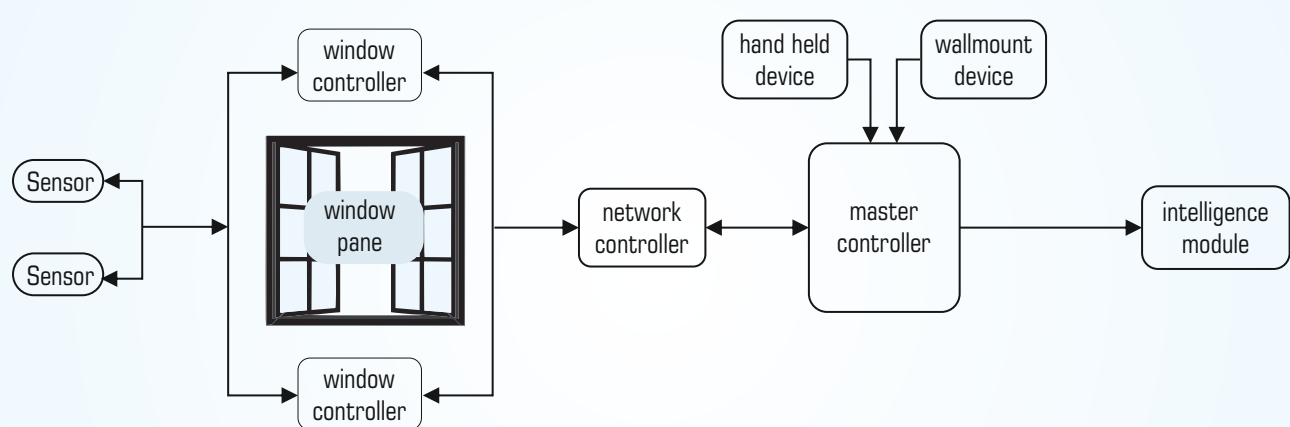 window
controller
hand held
device
wallmount
device
Sensor
Sensor
window
pane
network
controller
master
controller
intelligence
module
window
controller